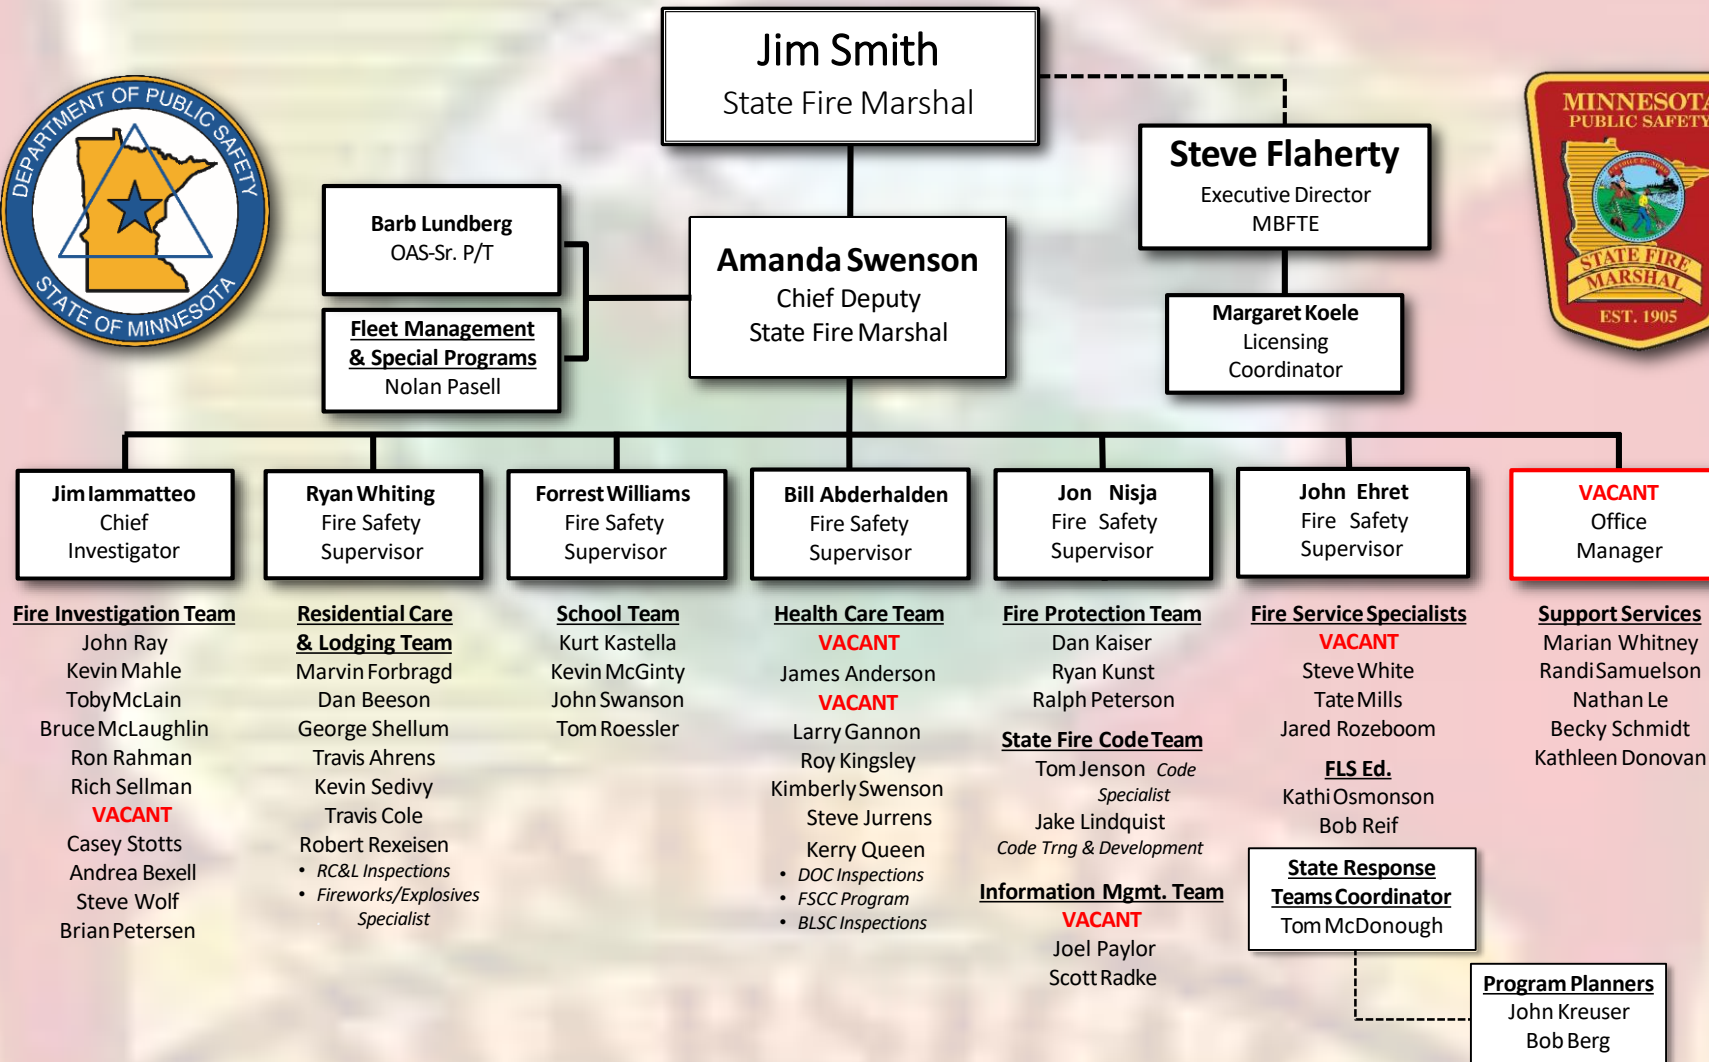 Jim Smith
State Fire Marshal
DEPARTMENT OF PUBLIC SAFETY
STATE OF MINNESOTA
MINNESOTA
PUBLIC SAFETY
STATE FIRE
MARSHAL
EST. 1905
Steve Flaherty
Executive Director
MBFTE
Margaret Koele
Licensing
Coordinator
Barb Lundberg
OAS-Sr. P/T
Fleet Management
& Special Programs
Nolan Pasell
Amanda Swenson
Chief Deputy
State Fire Marshal
Jim Iammatteo
Chief
Investigator
Fire Investigation Team
John Ray
Kevin Mahle
Toby McLain
Bruce McLaughlin
Ron Rahman
Rich Sellman
VACANT
Casey Stotts
Andrea Bexell
Steve Wolf
Brian Petersen
Ryan Whiting
Fire Safety
Supervisor
Residential Care
& Lodging Team
Marvin Forbragd
Dan Beeson
George Shellum
Travis Ahrens
Kevin Sedivy
Travis Cole
Robert Rexeisen
• RC&L Inspections
• Fireworks/Explosives
Specialist
Forrest Williams
Fire Safety
Supervisor
School Team
Kurt Kastella
Kevin McGinty
John Swanson
Tom Roessler
Bill Abderhalden
Fire Safety
Supervisor
Health Care Team
VACANT
James Anderson
VACANT
Larry Gannon
Roy Kingsley
Kimberly Swenson
Steve Jurrens
Kerry Queen
• DOC Inspections
• FSCC Program
• BLSC Inspections
Jon Nisja
Fire Safety
Supervisor
Fire Protection Team
Dan Kaiser
Ryan Kunst
Ralph Peterson
State Fire Code Team
Tom Jenson Code
Specialist
Jake Lindquist
Code Trng & Development
Information Mgmt. Team
VACANT
Joel Paylor
Scott Radke
John Ehret
Fire Safety
Supervisor
Fire Service Specialists
VACANT
Steve White
Tate Mills
Jared Rozeboom
FLS Ed.
Kathi Osmonson
Bob Reif
State Response
Teams Coordinator
Tom McDonough
Program Planners
John Kreuser
Bob Berg
VACANT
Office
Manager
Support Services
Marian Whitney
Randi Samuelson
Nathan Le
Becky Schmidt
Kathleen Donovan